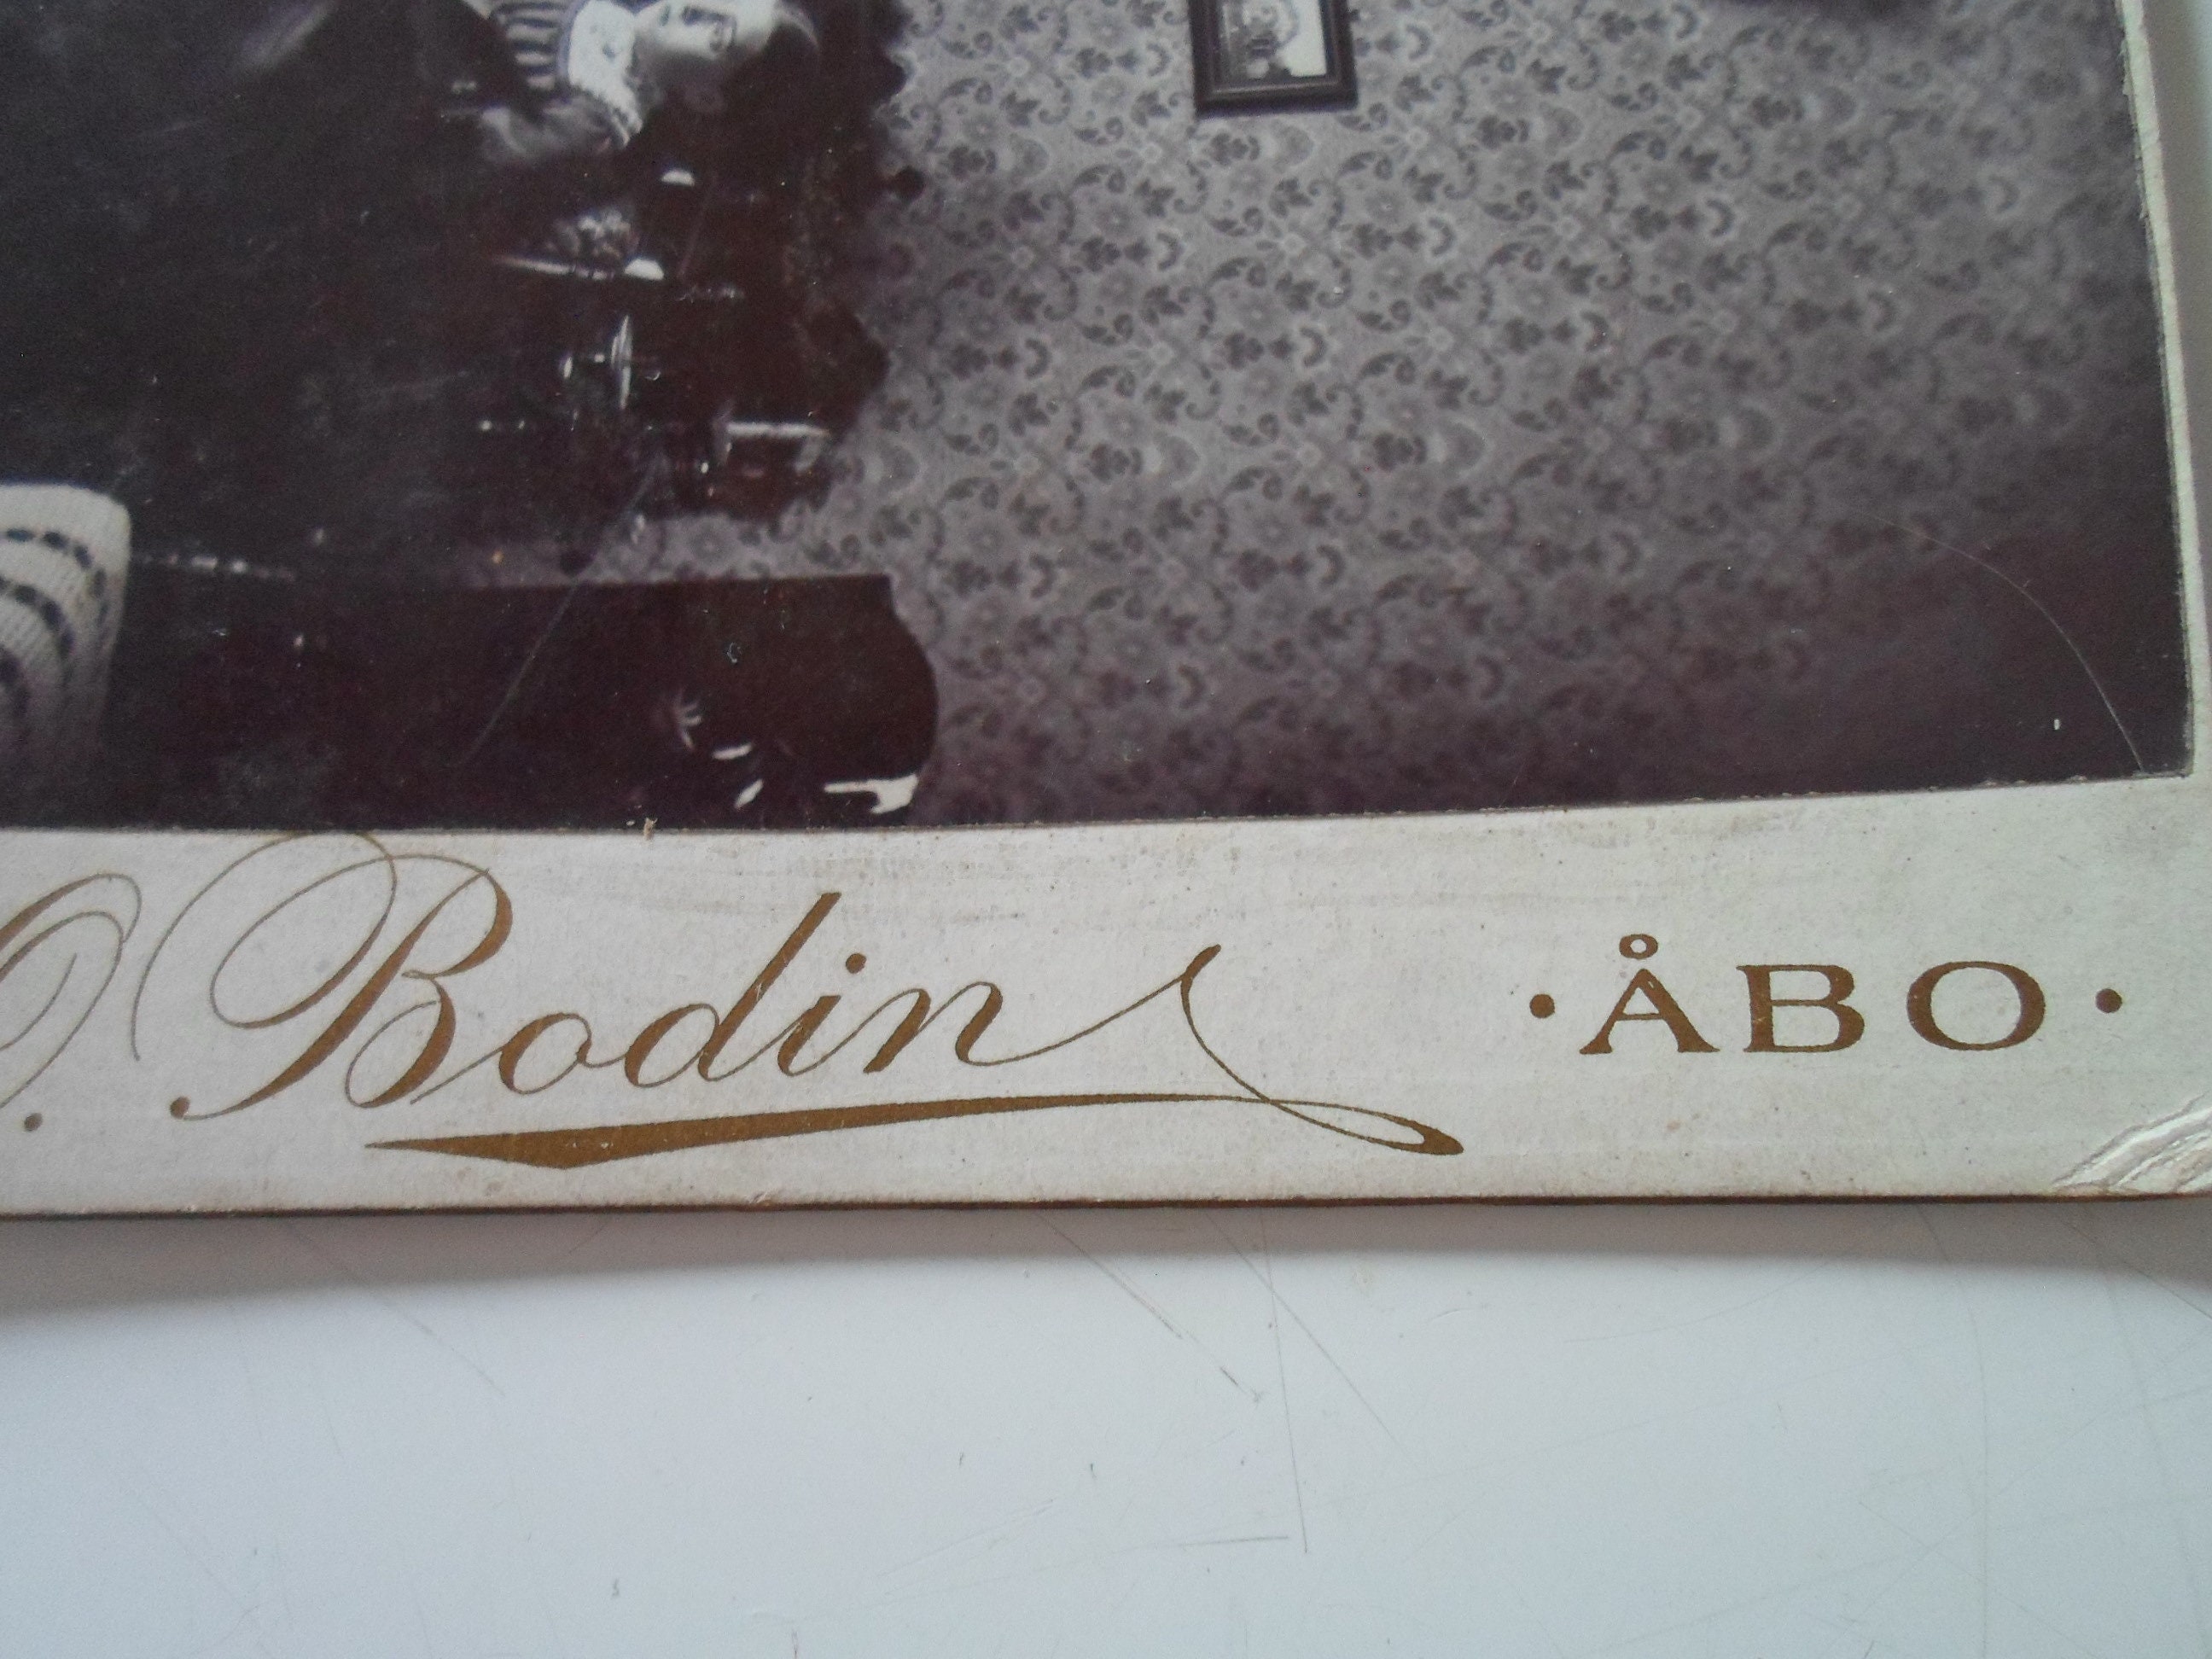 O. Bodin · ÅBO ·